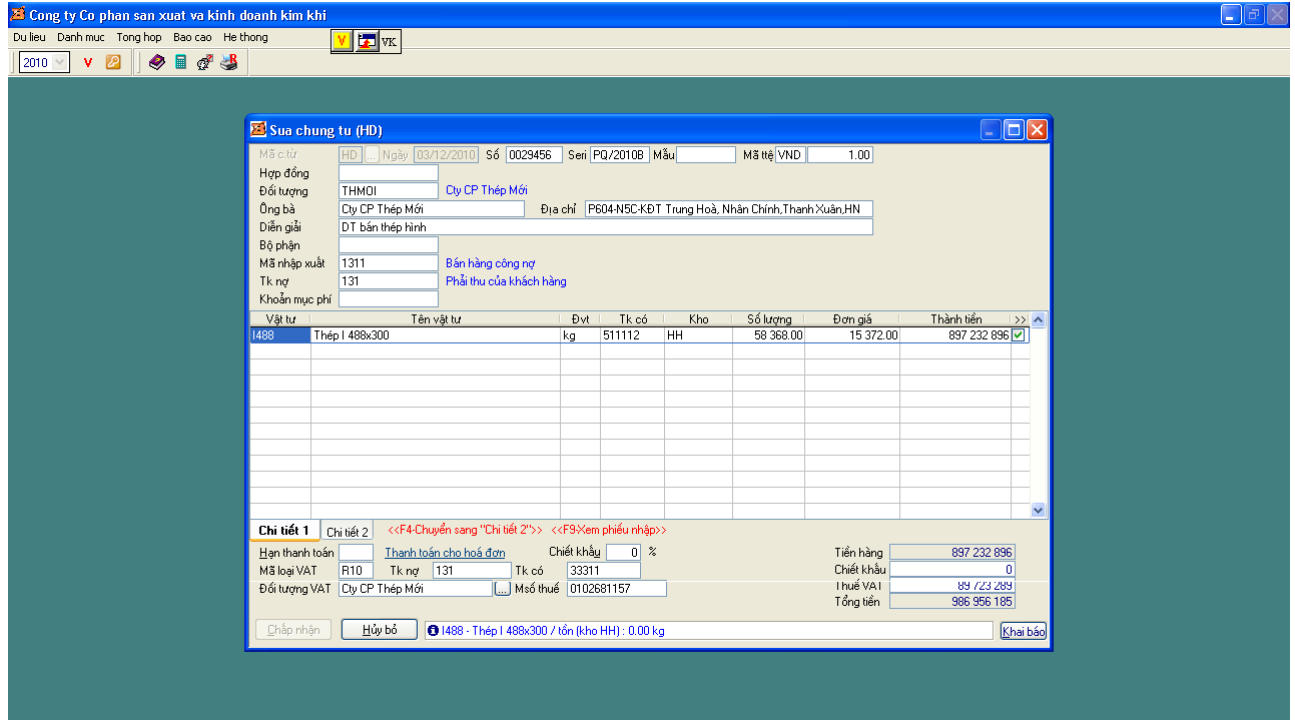 Cong ty Co phan san xuat va kinh doanh kim khi
Du lieu Danh muc Tong hop Bao cao He thong
V VK
2010 V
Sua chung tu (HD)
Mã c.từ HD ... Ngày 03/12/2010 Số 0029456 Seri PQ/2010B Mẫu Mã ttệ VND 1.00
Hợp đồng
Đối tượng THMOI Cty CP Thép Mới
Ông bà Cty CP Thép Mới Địa chỉ P604-N5C-KĐT Trung Hoà, Nhân Chính,Thanh Xuân,HN
Diễn giải DT bán thép hình
Bộ phận
Mã nhập xuất 1311 Bán hàng công nợ
Tk nợ 131 Phải thu của khách hàng
Khoản mục phí
Vật tư Tên vật tư Đvt Tk có Kho Số lượng Đơn giá Thành tiền >>
I488 Thép I 488x300 kg 511112 HH 58 368.00 15 372.00 897 232 896
Chi tiết 1 Chi tiết 2 <<F4-Chuyển sang "Chi tiết 2">> <<F9-Xem phiếu nhập>>
Hạn thanh toán Thanh toán cho hoá đơn Chiết khấu 0 % Tiền hàng 897 232 896
Mã loại VAT R10 Tk nợ 131 Tk có 33311 Chiết khấu 0
Đối tượng VAT Cty CP Thép Mới ... Msố thuế 0102681157 Thuế VAT 89 723 289
Tổng tiền 986 956 185
Chấp nhận Hủy bỏ I488 - Thép I 488x300 / tồn (kho HH) : 0.00 kg Khai báo